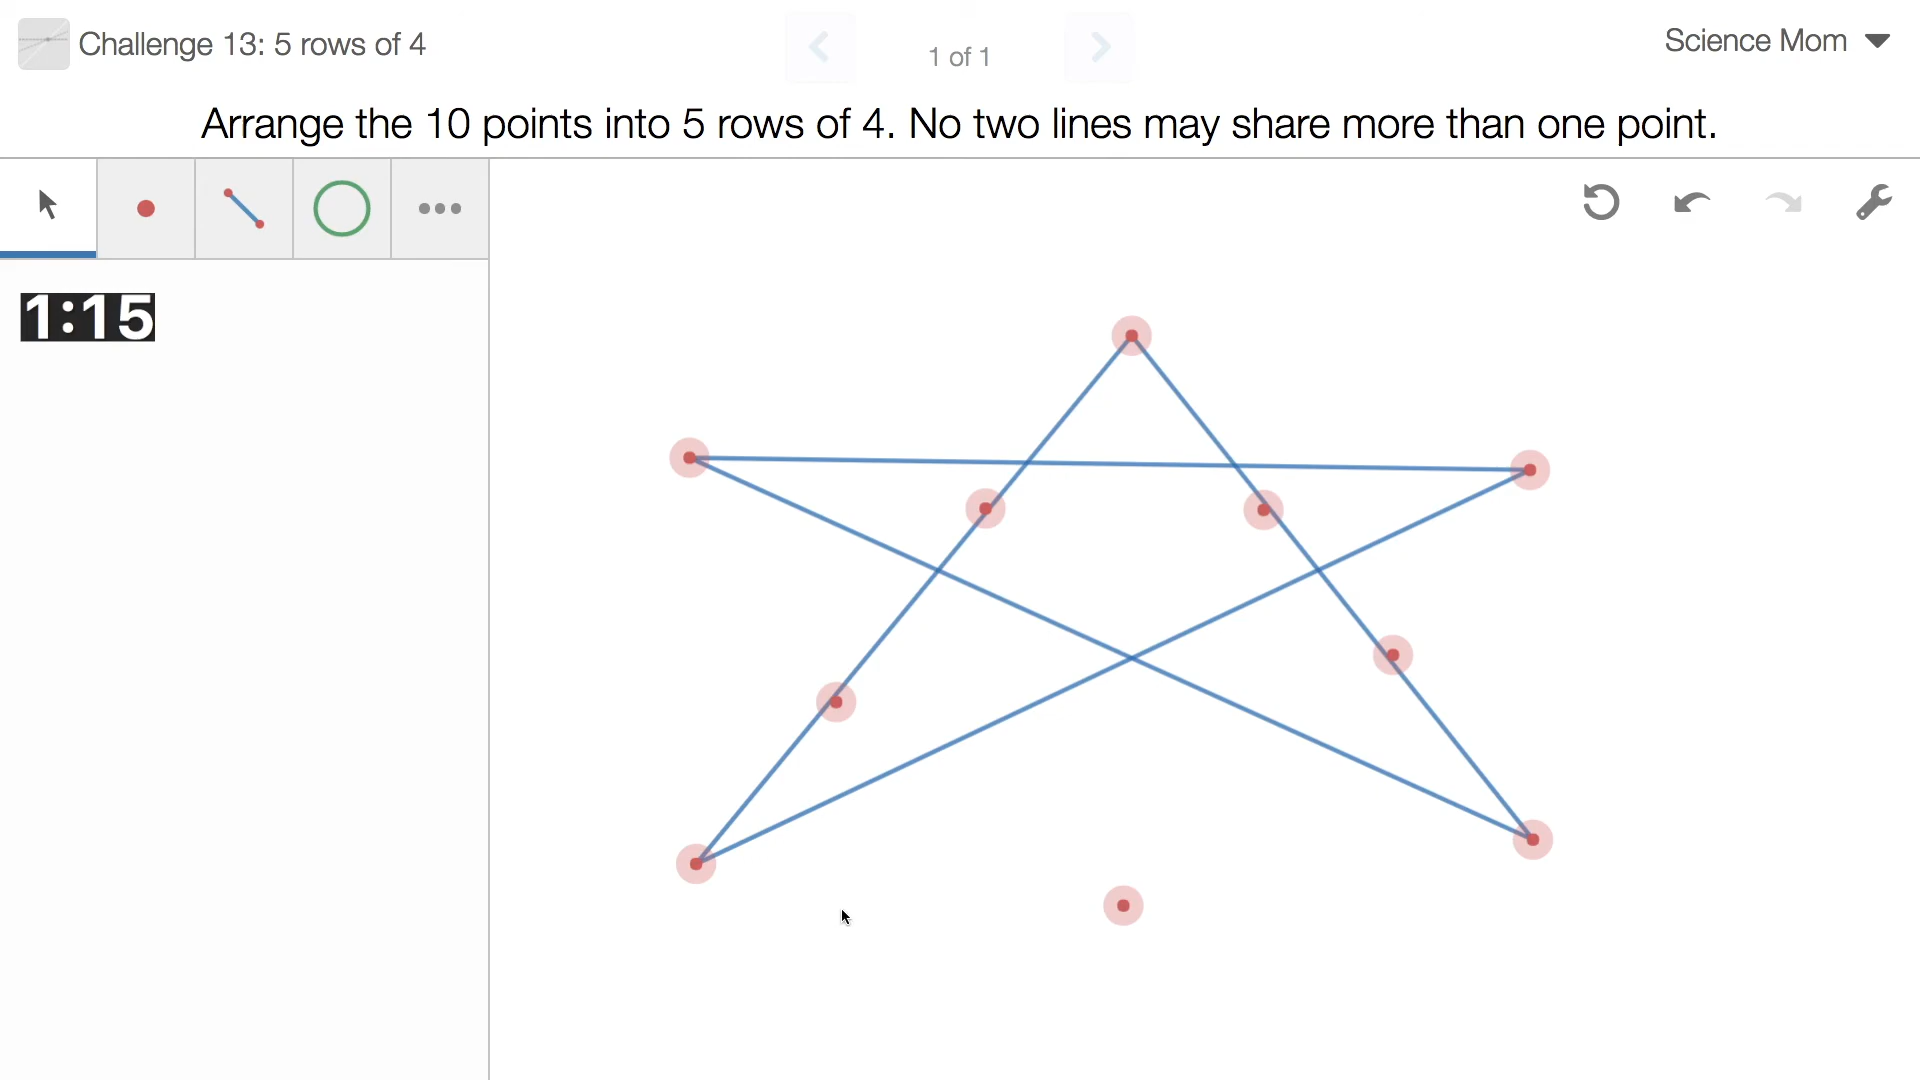 Challenge 13: 5 rows of 4
1 of 1
Science Mom
Arrange the 10 points into 5 rows of 4. No two lines may share more than one point.
1:15